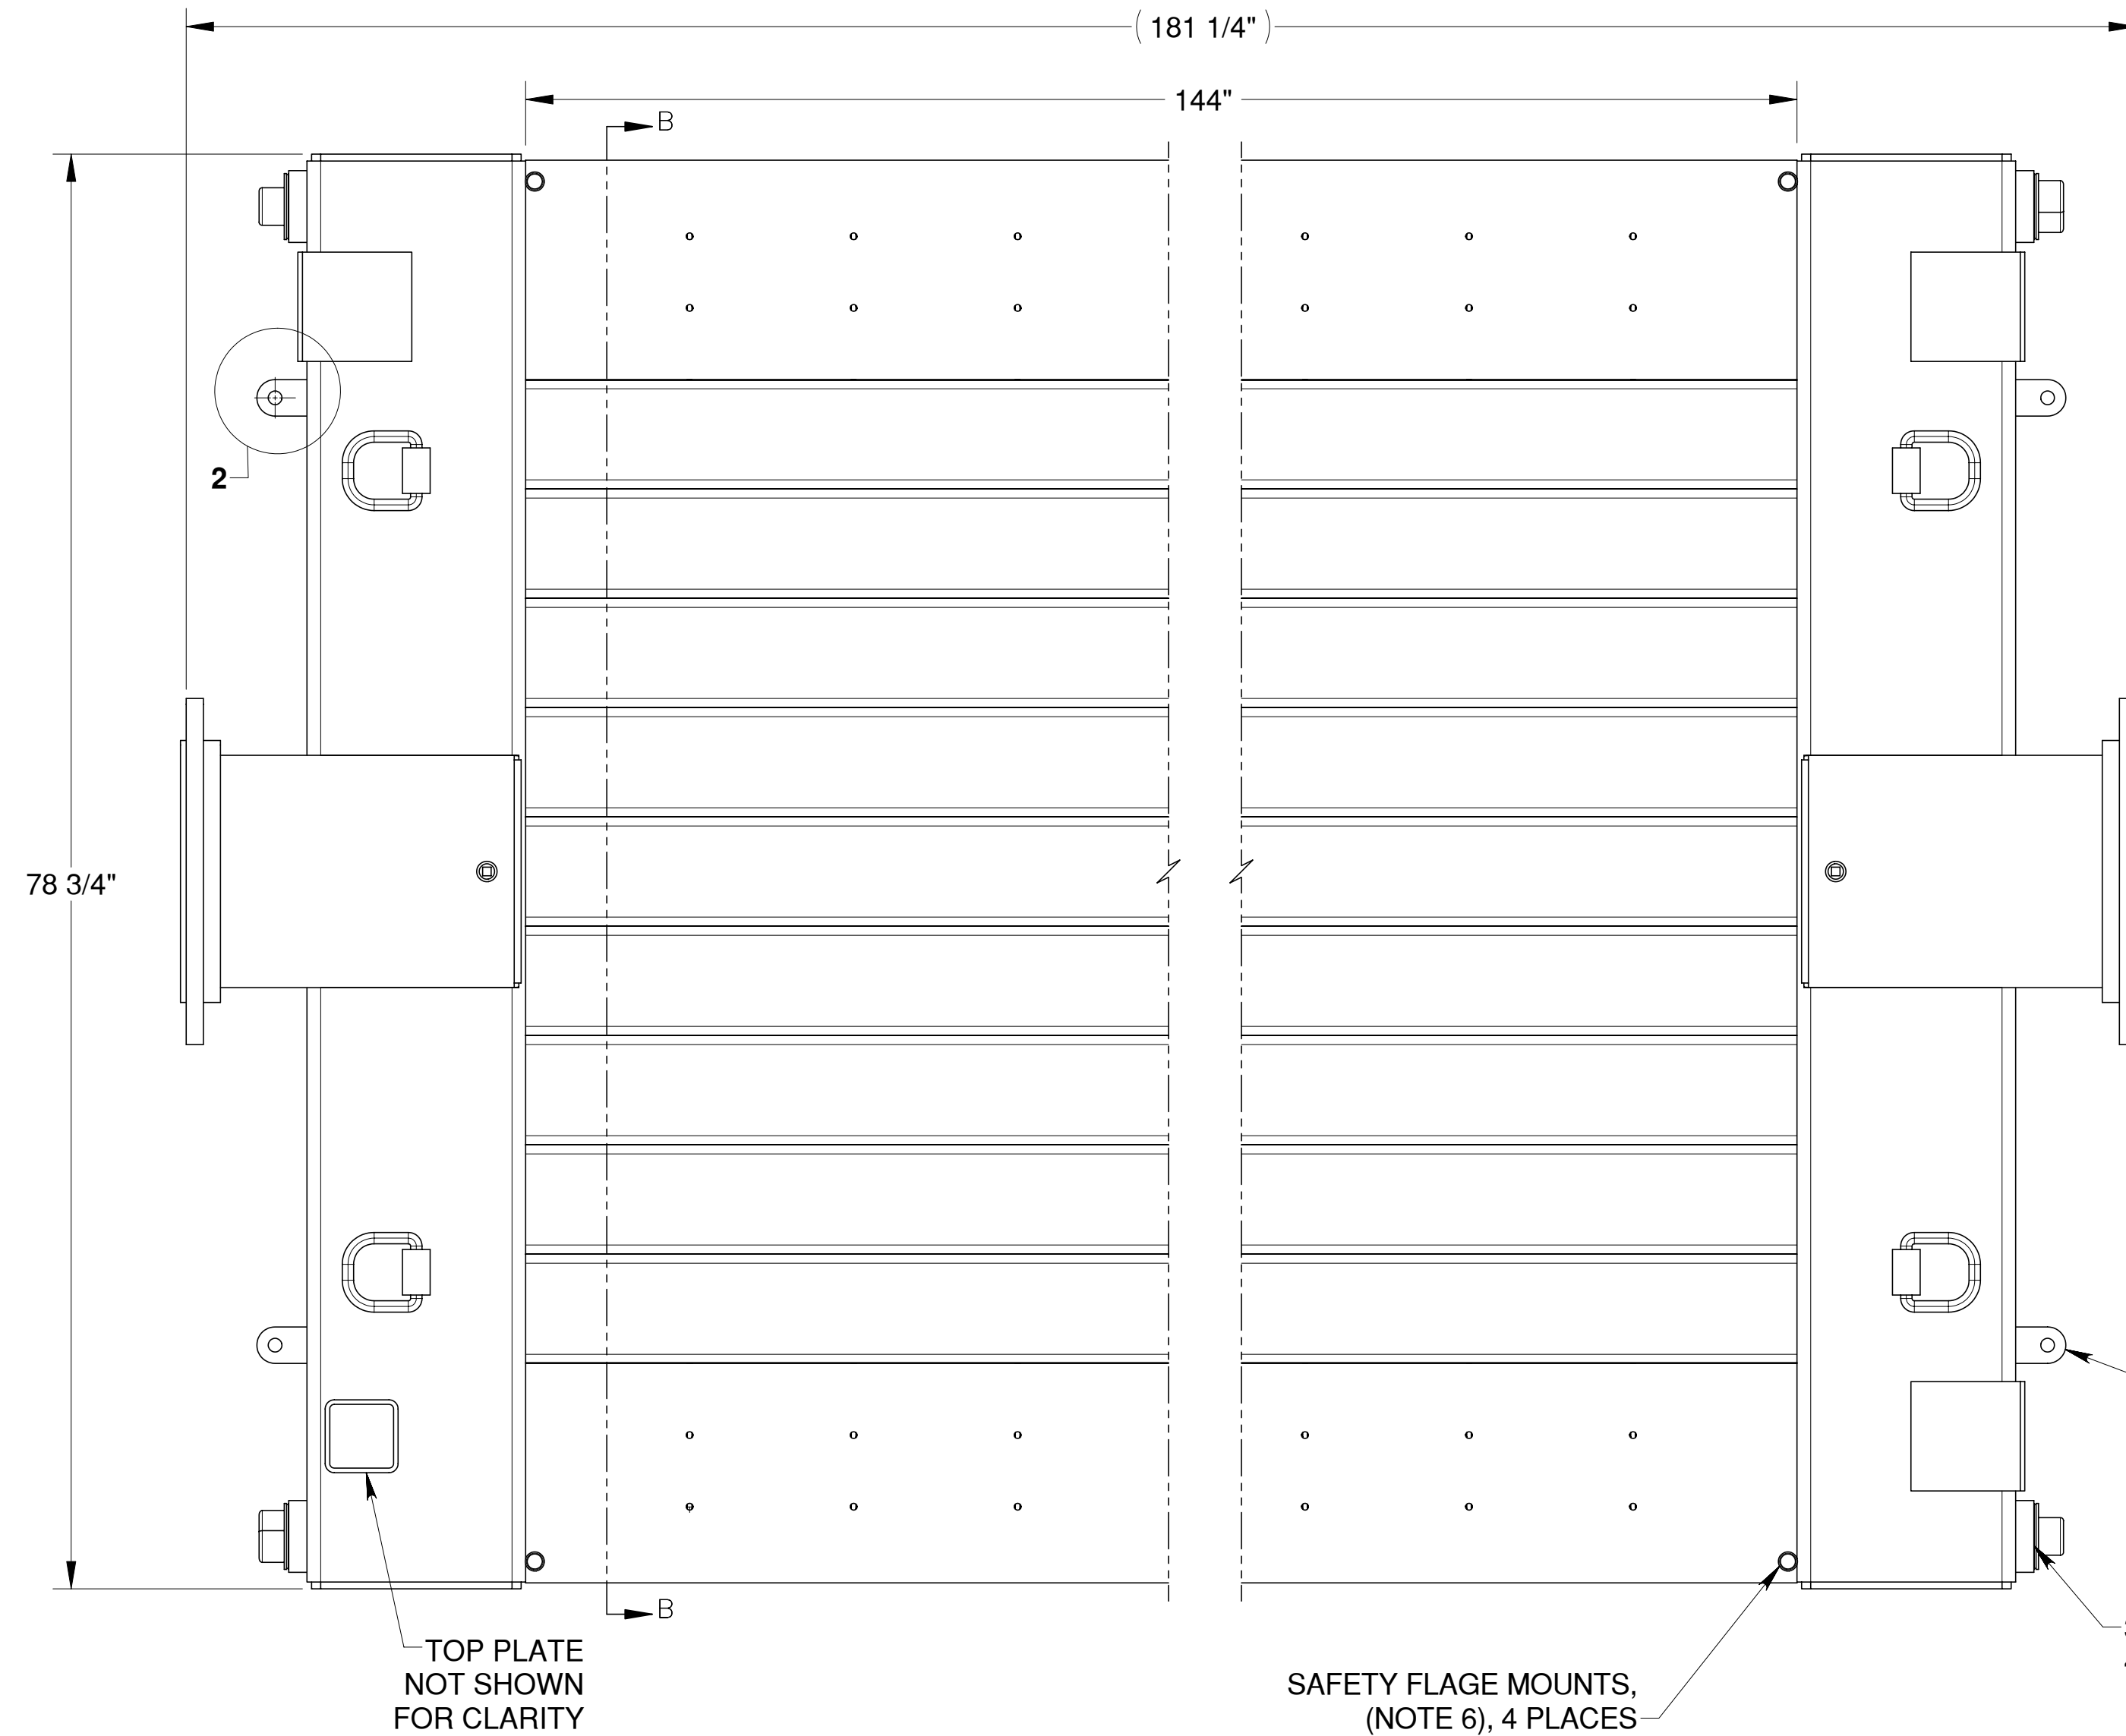 (181 1/4")
144"
B
2
78 3/4"
B
TOP PLATE
NOT SHOWN
FOR CLARITY
SAFETY FLAGE MOUNTS,
(NOTE 6), 4 PLACES